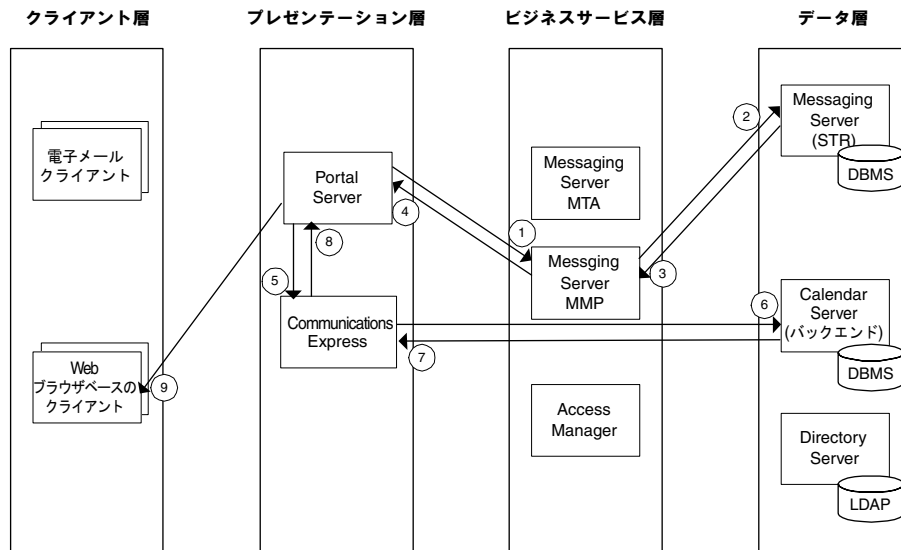 クライアント層
プレゼンテーション層
ビジネスサービス層
データ層
電子メール
クライアント
Web
ブラウザベースの
クライアント
9
Portal
Server
4
8
5
Communications
Express
7
Messaging
Server
MTA
1
Messging
Server
MMP
3
Access
Manager
2
Messaging
Server
(STR)
DBMS
6
Calendar
Server
(バックエンド)
DBMS
Directory
Server
LDAP